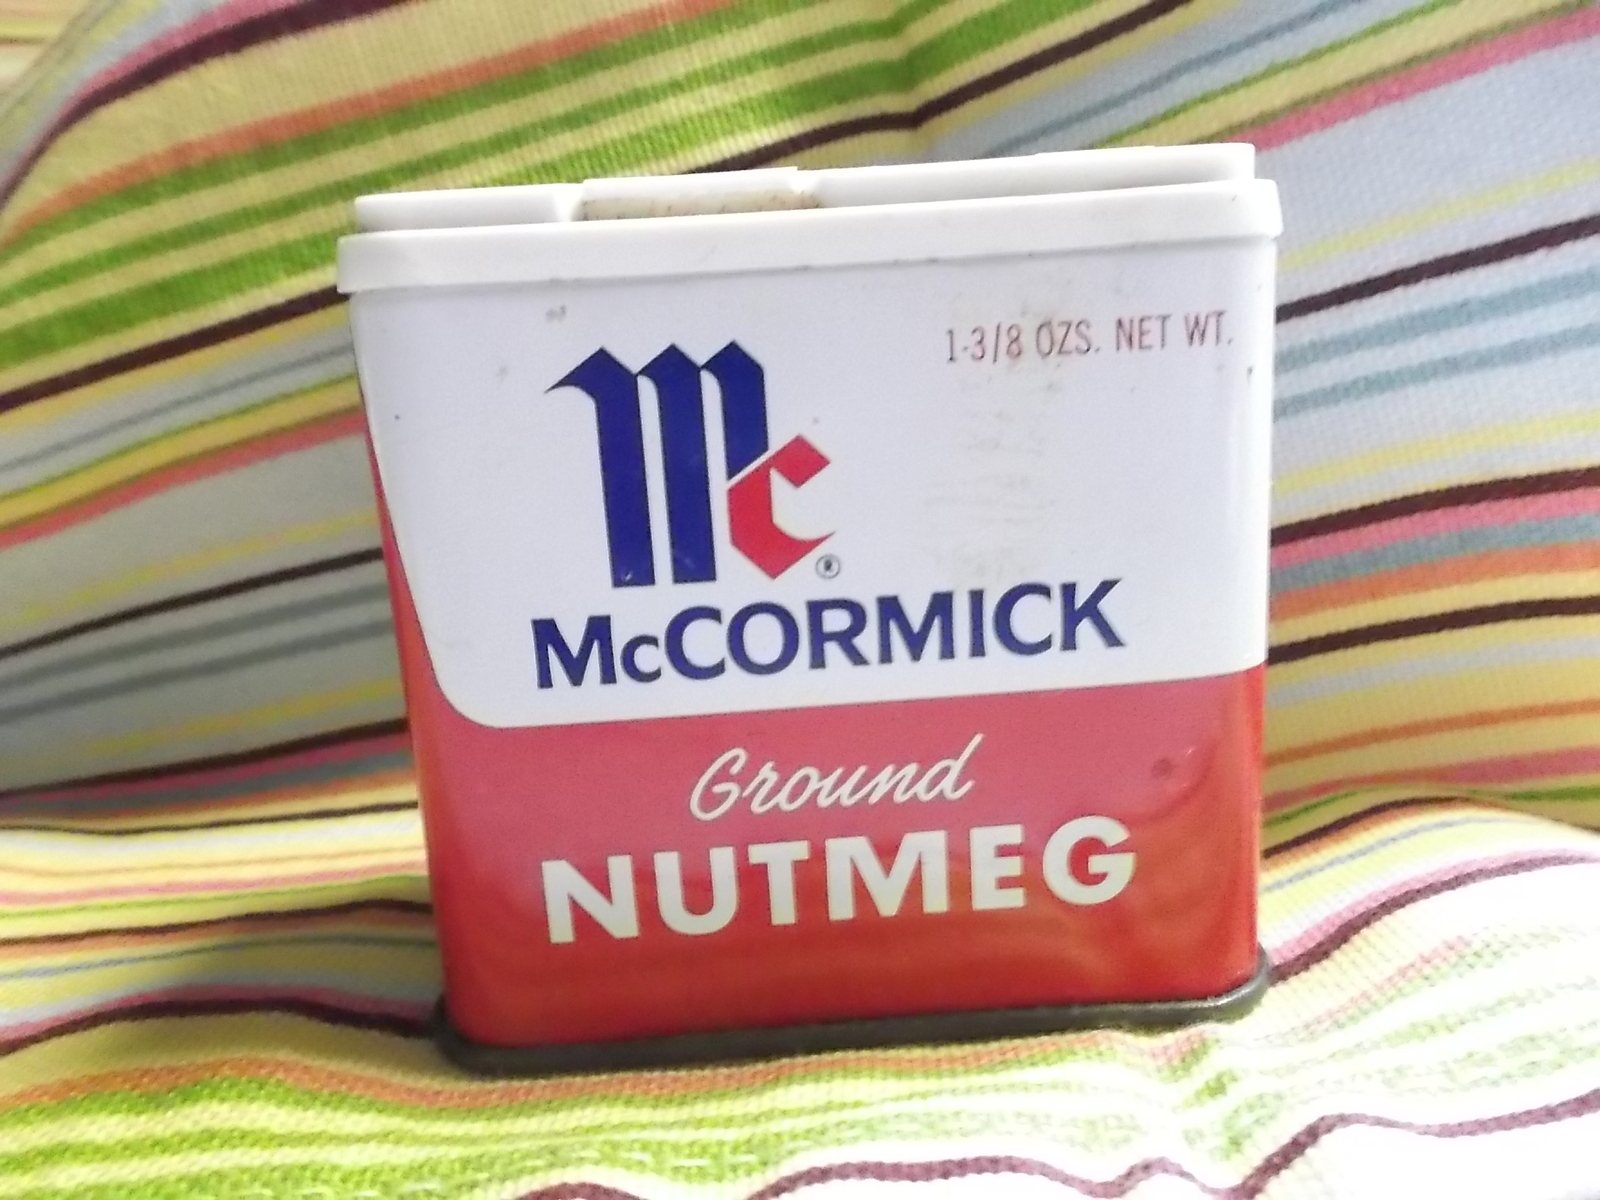 1-3/8 OZS. NET WT.
Mc®
McCORMICK
Ground
NUTMEG